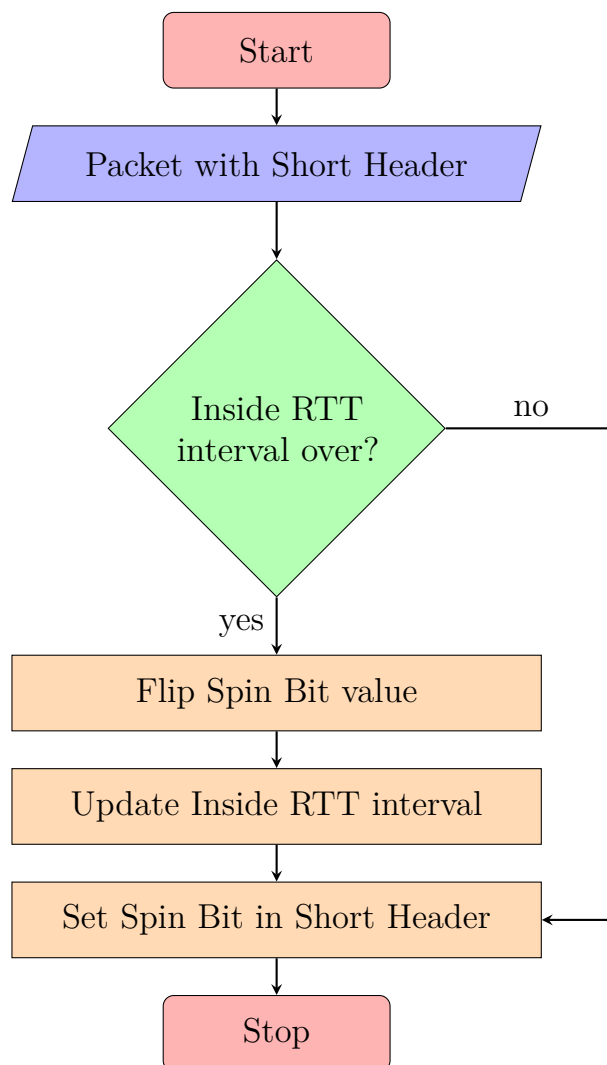 Start
Packet with Short Header
Inside RTT
interval over?
no
yes
Flip Spin Bit value
Update Inside RTT interval
Set Spin Bit in Short Header
Stop